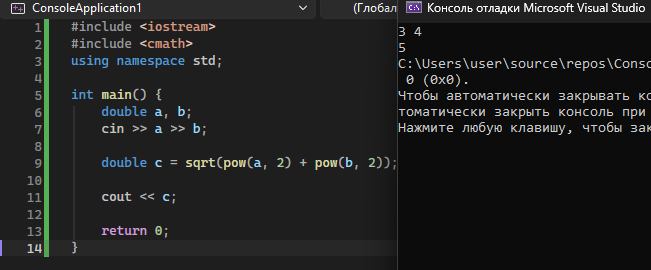 ConsoleApplication1
(Глобал
Консоль отладки Microsoft Visual Studio
1 #include <iostream>
2 #include <cmath>
3 using namespace std;
4
5 int main() {
6 double a, b;
7 cin >> a >> b;
8
9 double c = sqrt(pow(a, 2) + pow(b, 2));
10
11 cout << c;
12
13 return 0;
14 }
3 4
5
C:\Users\user\source\repos\Conso
0 (0x0).
Чтобы автоматически закрывать ко
томатически закрыть консоль при
Нажмите любую клавишу, чтобы зак